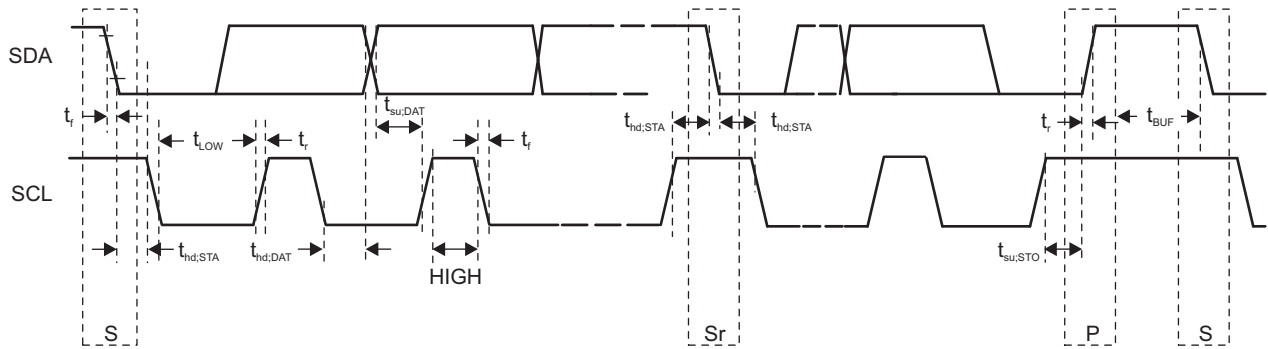 SDA
t_f
t_LOW
t_r
t_su;DAT
t_f
t_hd;STA
t_hd;STA
t_r
t_BUF
SCL
t_hd;STA
t_hd;DAT
HIGH
t_su;STO
S
Sr
P
S